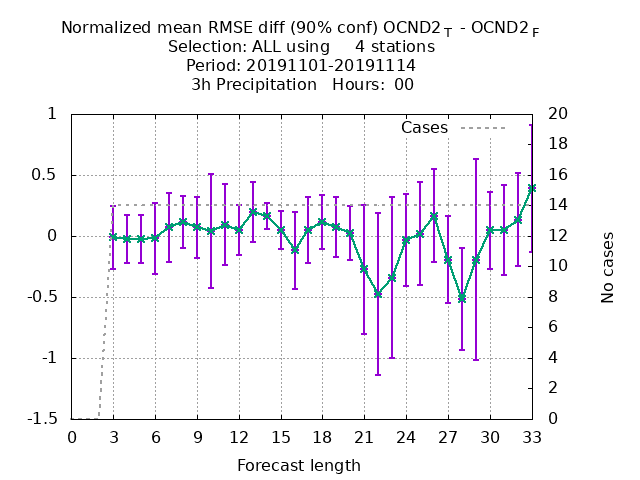 Normalized mean RMSE diff (90% conf) OCND2 T - OCND2 F
Selection: ALL using 4 stations
Period: 20191101-20191114
3h Precipitation Hours: 00
Cases
1
0.5
0
-0.5
-1
-1.5
20
18
16
14
12
10
8
6
4
2
0
No cases
0 3 6 9 12 15 18 21 24 27 30 33
Forecast length